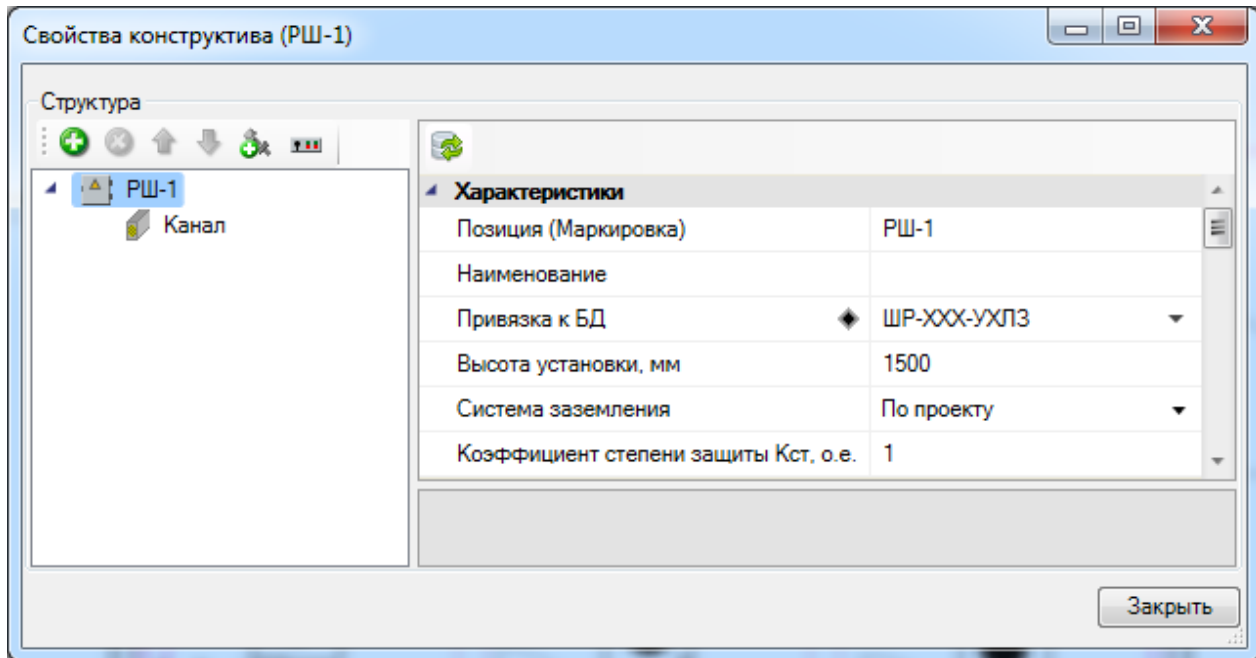 Свойства конструктива (РШ-1)
Структура
РШ-1
Канал
Характеристики
Позиция (Маркировка) РШ-1
Наименование
Привязка к БД ШР-XXX-УХЛ3
Высота установки, мм 1500
Система заземления По проекту
Коэффициент степени защиты Кст, о.е. 1
Закрыть